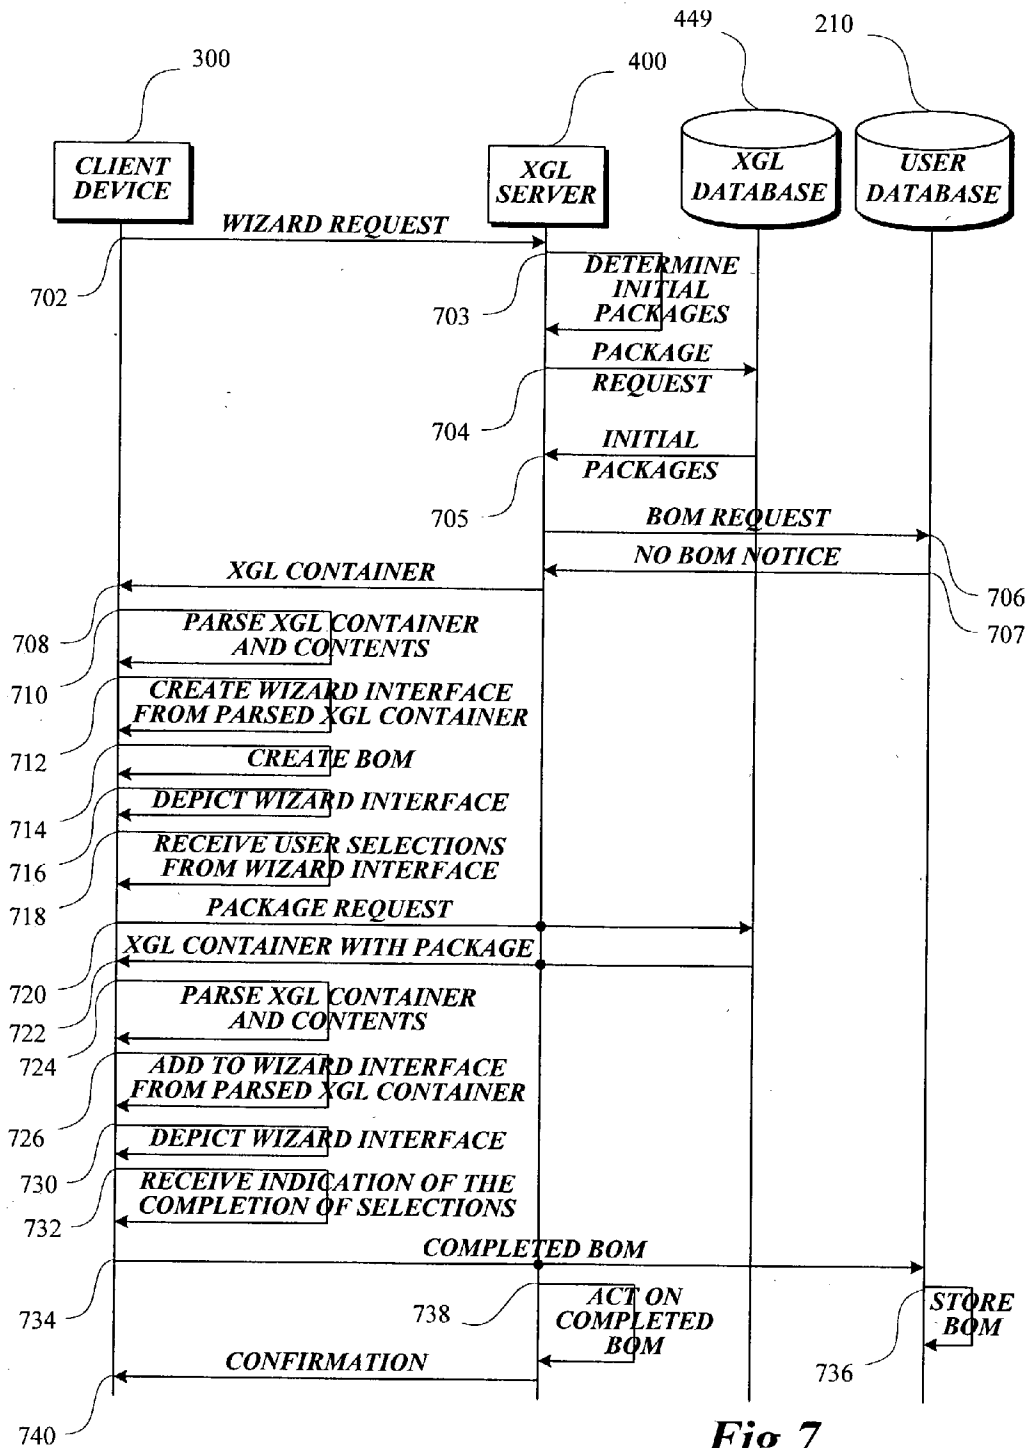 449
210
300
400
CLIENT
DEVICE
XGL
SERVER
XGL
DATABASE
USER
DATABASE
WIZARD REQUEST
702
DETERMINE
INITIAL
PACKAGES
703
PACKAGE
REQUEST
704
INITIAL
PACKAGES
705
BOM REQUEST
NO BOM NOTICE
706
707
XGL CONTAINER
708
PARSE XGL CONTAINER
AND CONTENTS
710
CREATE WIZARD INTERFACE
FROM PARSED XGL CONTAINER
712
CREATE BOM
714
DEPICT WIZARD INTERFACE
716
RECEIVE USER SELECTIONS
FROM WIZARD INTERFACE
718
PACKAGE REQUEST
720
XGL CONTAINER WITH PACKAGE
722
PARSE XGL CONTAINER
AND CONTENTS
724
ADD TO WIZARD INTERFACE
FROM PARSED XGL CONTAINER
726
DEPICT WIZARD INTERFACE
730
RECEIVE INDICATION OF THE
COMPLETION OF SELECTIONS
732
COMPLETED BOM
734
738
ACT ON
COMPLETED
BOM
STORE
BOM
736
CONFIRMATION
740
Fig 7